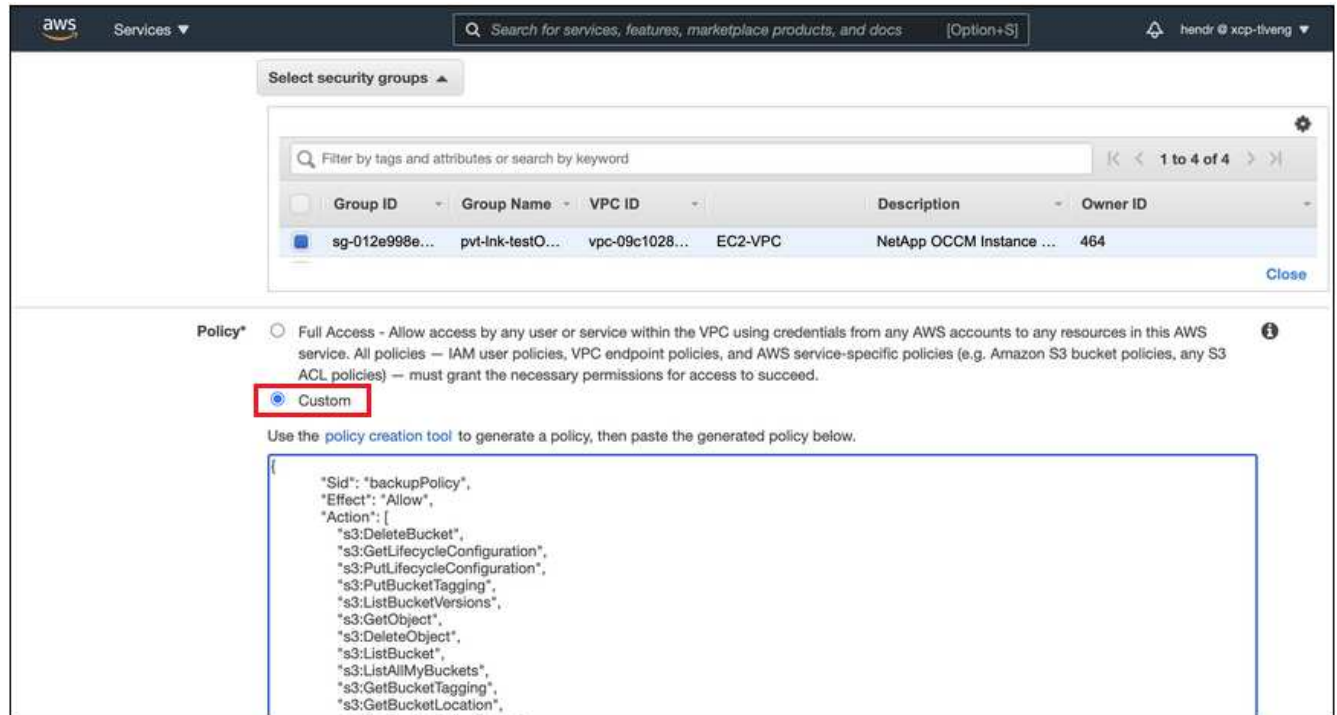 aws Services ▼ Search for services, features, marketplace products, and docs [Option+S] hendr @ xcp-tlveng ▼
Select security groups ▲
Filter by tags and attributes or search by keyword |< < 1 to 4 of 4 > >|
Group ID Group Name VPC ID Description Owner ID
sg-012e998e... pvt-lnk-testO... vpc-09c1028... EC2-VPC NetApp OCCM Instance ... 464
Close
Policy* Full Access - Allow access by any user or service within the VPC using credentials from any AWS accounts to any resources in this AWS
service. All policies — IAM user policies, VPC endpoint policies, and AWS service-specific policies (e.g. Amazon S3 bucket policies, any S3
ACL policies) — must grant the necessary permissions for access to succeed.
Custom
Use the policy creation tool to generate a policy, then paste the generated policy below.
{
"Sid": "backupPolicy",
"Effect": "Allow",
"Action": [
"s3:DeleteBucket",
"s3:GetLifecycleConfiguration",
"s3:PutLifecycleConfiguration",
"s3:PutBucketTagging",
"s3:ListBucketVersions",
"s3:GetObject",
"s3:DeleteObject",
"s3:ListBucket",
"s3:ListAllMyBuckets",
"s3:GetBucketTagging",
"s3:GetBucketLocation",